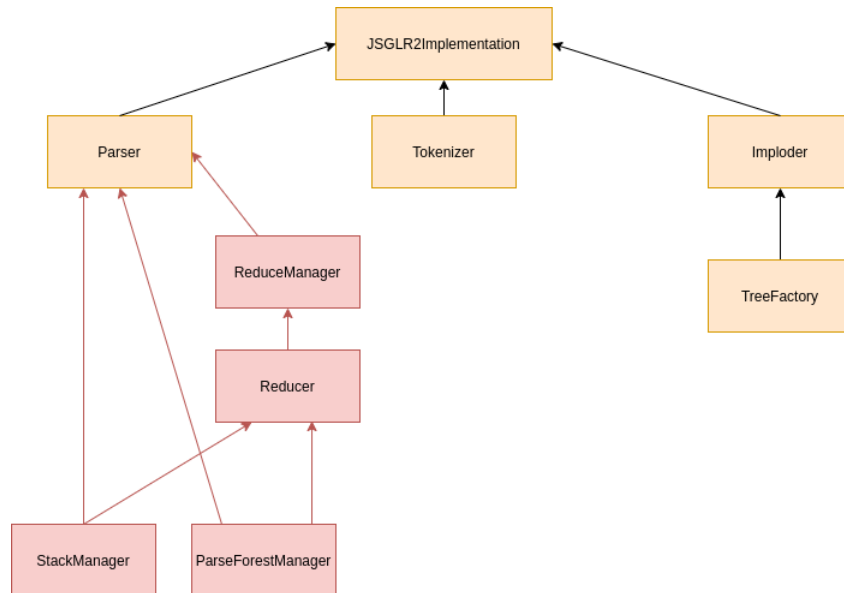 JSGLR2Implementation
Parser
Tokenizer
Imploder
ReduceManager
TreeFactory
Reducer
StackManager
ParseForestManager